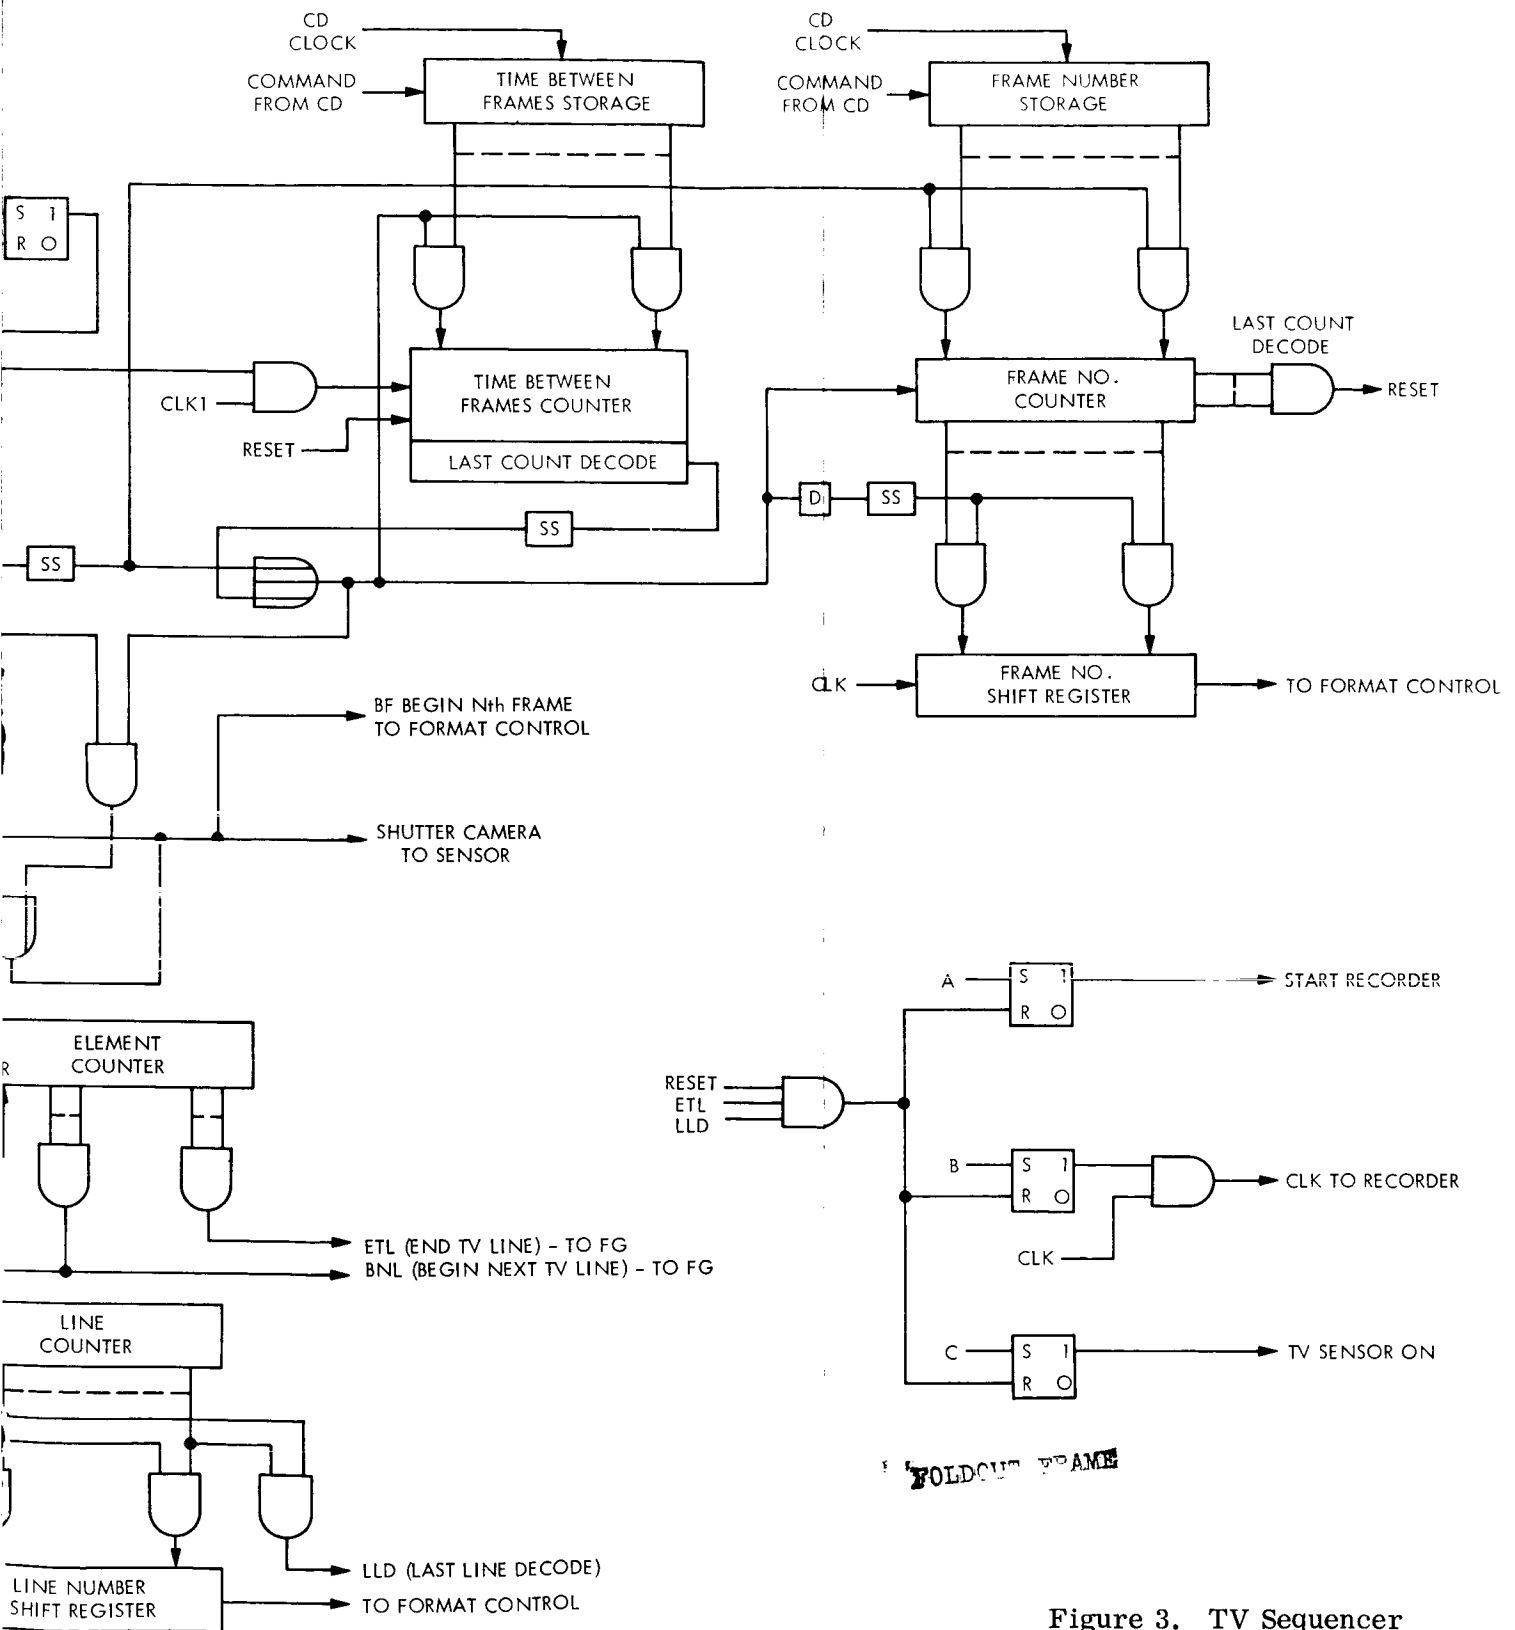 CD
CLOCK
COMMAND
FROM CD
TIME BETWEEN
FRAMES STORAGE
CD
CLOCK
COMMAND
FROM CD
FRAME NUMBER
STORAGE
S 1
R O
CLK1
RESET
TIME BETWEEN
FRAMES COUNTER
LAST COUNT DECODE
SS
SS
FRAME NO.
COUNTER
LAST COUNT
DECODE
RESET
D
SS
CLK
FRAME NO.
SHIFT REGISTER
TO FORMAT CONTROL
BF BEGIN Nth FRAME
TO FORMAT CONTROL
SHUTTER CAMERA
TO SENSOR
A
S 1
R O
START RECORDER
R
ELEMENT
COUNTER
RESET
ETL
LLD
B
S 1
R O
CLK
CLK TO RECORDER
ETL (END TV LINE) - TO FG
BNL (BEGIN NEXT TV LINE) - TO FG
LINE
COUNTER
C
S 1
R O
TV SENSOR ON
FOLDOUT FRAME
LLD (LAST LINE DECODE)
LINE NUMBER
SHIFT REGISTER
TO FORMAT CONTROL
Figure 3. TV Sequencer